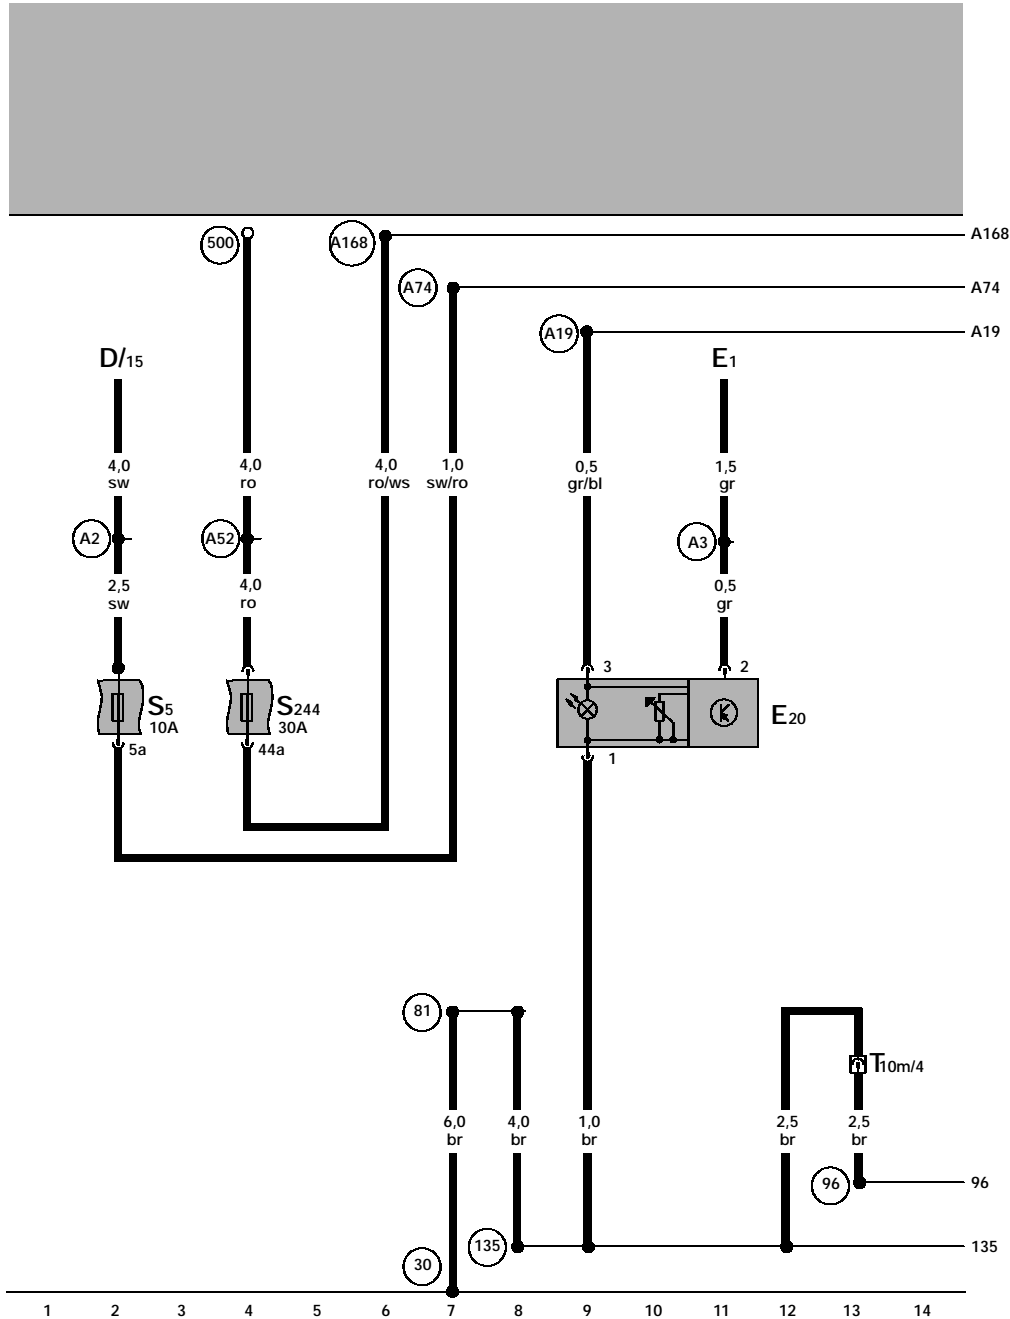 500
A168
A168
A74
A74
A19
A19
D/15
E1
4,0
sw
4,0
ro
4,0
ro/ws
1,0
sw/ro
0,5
gr/bl
1,5
gr
A2
A52
A3
2,5
sw
4,0
ro
0,5
gr
3
2
S5
10A
S244
30A
E20
5a
44a
1
81
T10m/4
6,0
br
4,0
br
1,0
br
2,5
br
2,5
br
96
96
135
135
30
1 2 3 4 5 6 7 8 9 10 11 12 13 14